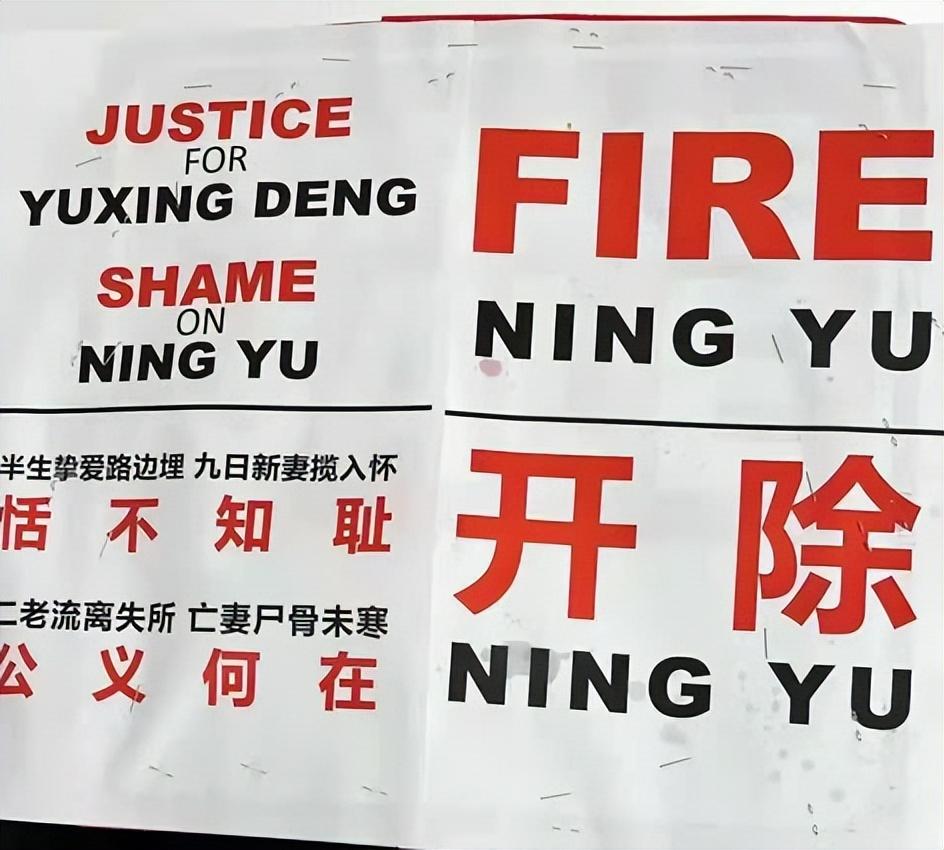 JUSTICE
FOR
YUXING DENG
SHAME
ON
NING YU
半生挚爱路边埋 九日新妻揽入怀
恬不知耻
二老流离失所 亡妻尸骨未寒
公义何在
FIRE
NING YU
开除
NING YU